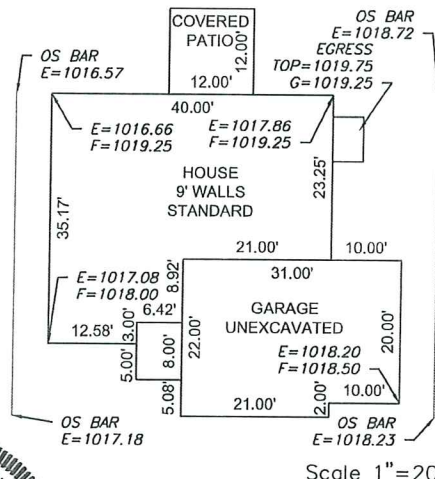 COVERED
PATIO
12.00'
12.00'
OS BAR
E=1018.72
EGRESS
TOP=1019.75
G=1019.25
OS BAR
E=1016.57
40.00'
E=1016.66
F=1019.25
E=1017.86
F=1019.25
HOUSE
9' WALLS
STANDARD
23.25'
35.17'
21.00'
10.00'
31.00'
8.92'
E=1017.08
F=1018.00
6.42'
12.58'
3.00'
5.00'
8.00'
22.00'
5.08'
GARAGE
UNEXCAVATED
20.00'
E=1018.20
F=1018.50
10.00'
2.00'
21.00'
OS BAR
E=1017.18
OS BAR
E=1018.23
Scale 1"=20